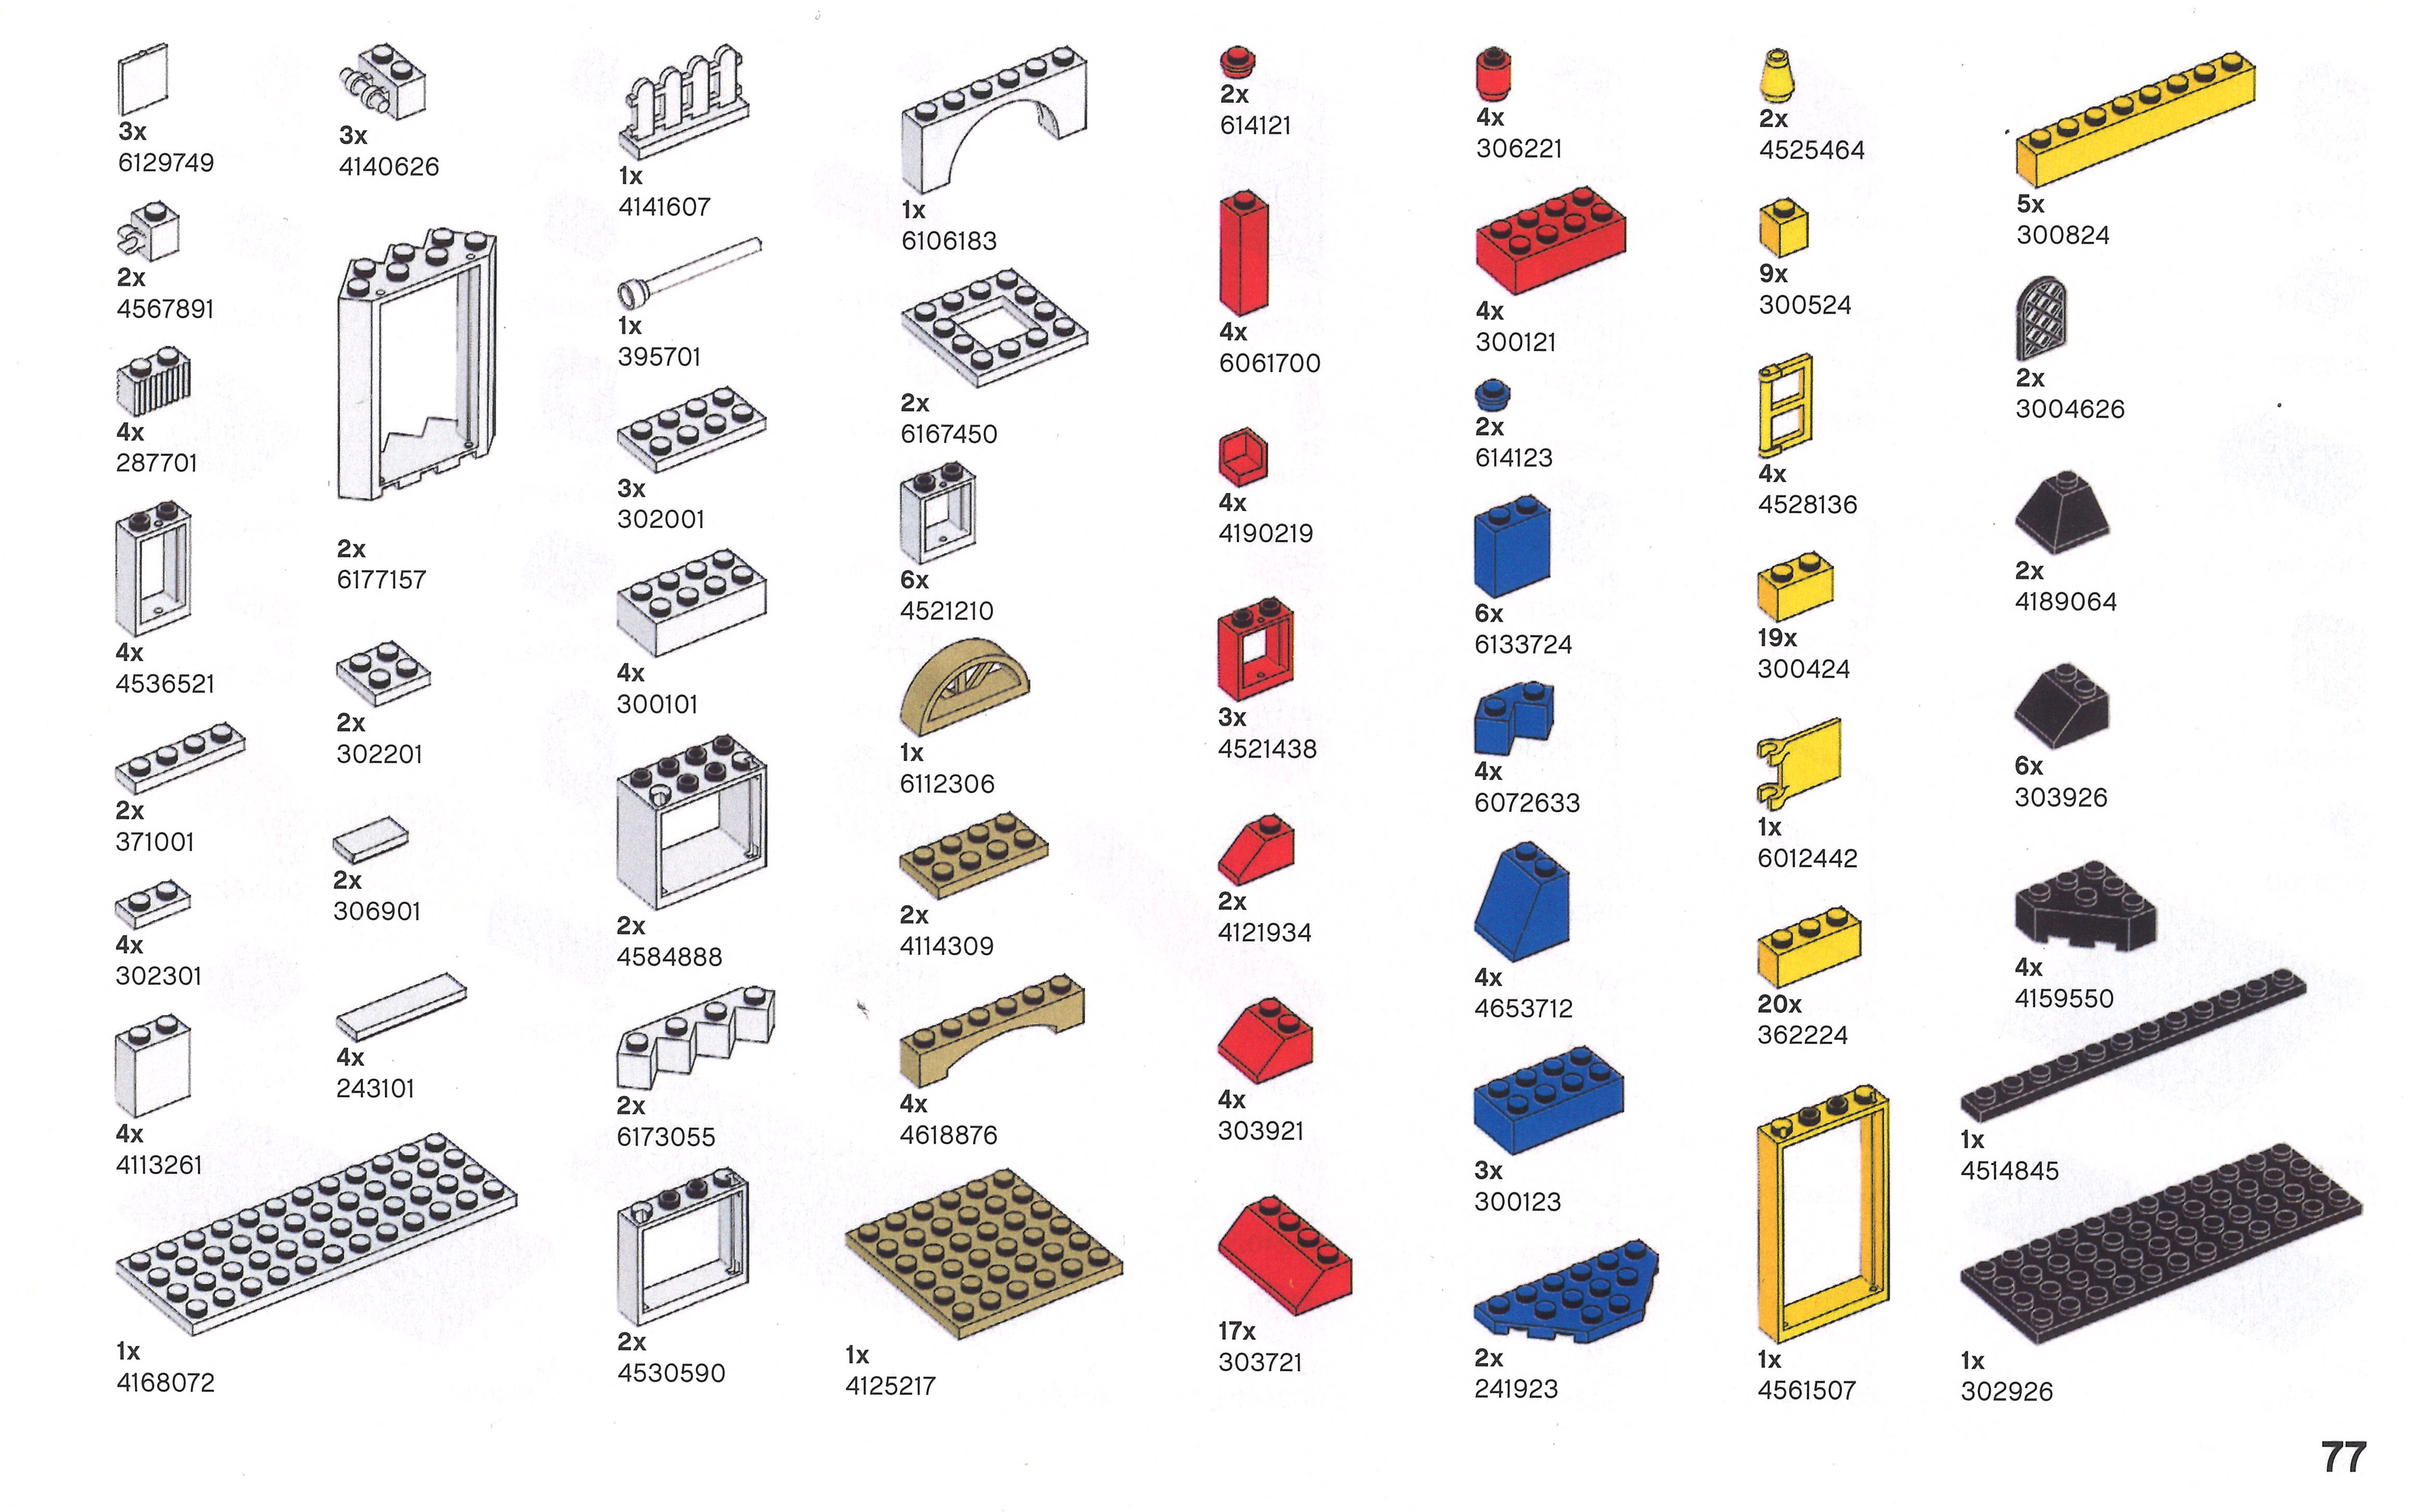 3x
6129749
2x
4567891
4x
287701
4x
4536521
2x
371001
4x
302301
4x
4113261
1x
4168072
3x
4140626
2x
6177157
2x
302201
2x
306901
4x
243101
1x
4141607
1x
395701
3x
302001
4x
300101
2x
4584888
2x
6173055
2x
4530590
1x
6106183
2x
6167450
6x
4521210
1x
6112306
2x
4114309
4x
4618876
1x
4125217
2x
614121
4x
6061700
4x
4190219
3x
4521438
2x
4121934
4x
303921
17x
303721
4x
306221
4x
300121
2x
614123
6x
6133724
4x
6072633
4x
4653712
3x
300123
2x
241923
2x
4525464
9x
300524
4x
4528136
19x
300424
1x
6012442
20x
362224
1x
4561507
5x
300824
2x
3004626
2x
4189064
6x
303926
4x
4159550
1x
4514845
1x
302926
77